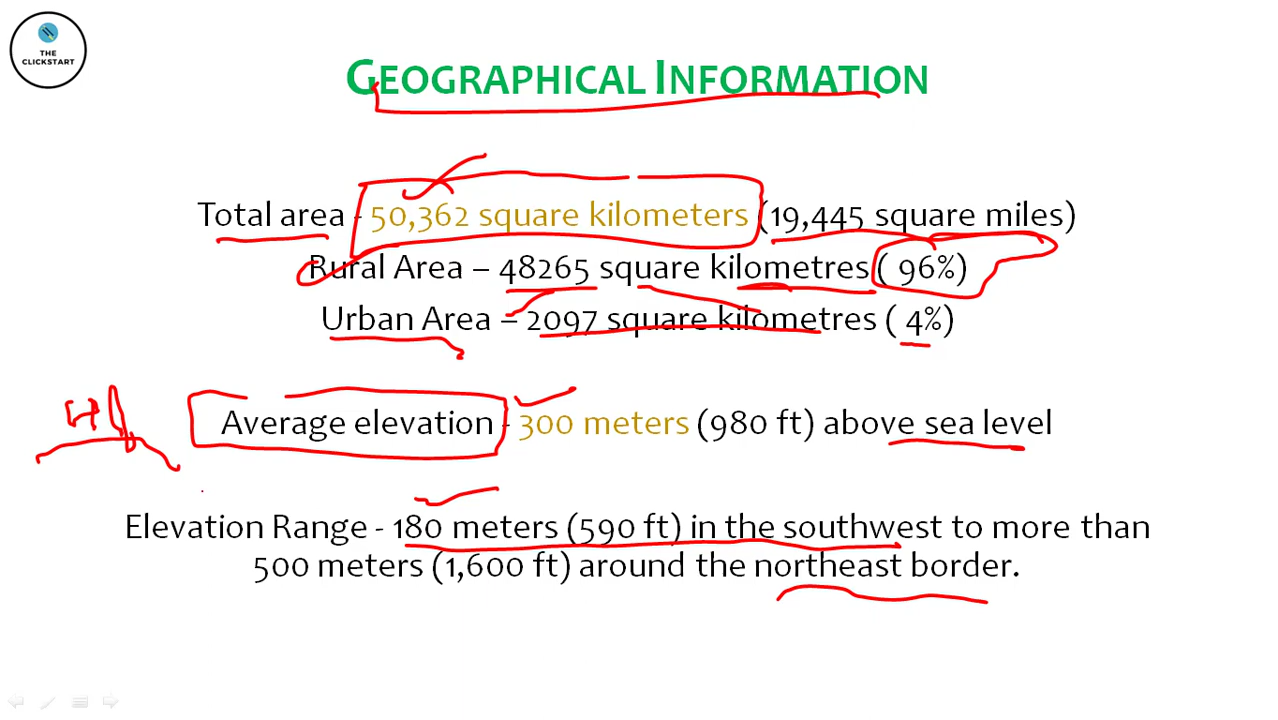 THE
CLICKSTART
GEOGRAPHICAL INFORMATION
Total area - 50,362 square kilometers (19,445 square miles)
Rural Area – 48265 square kilometres ( 96%)
Urban Area – 2097 square kilometres ( 4%)
Average elevation - 300 meters (980 ft) above sea level
Elevation Range - 180 meters (590 ft) in the southwest to more than
500 meters (1,600 ft) around the northeast border.